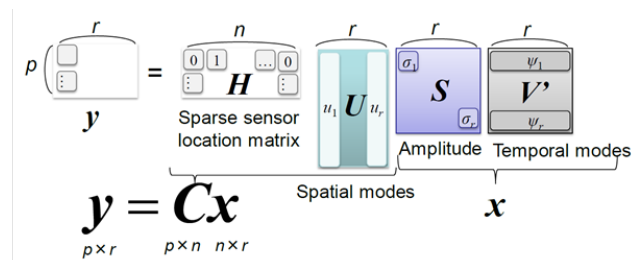 r n r r r
p 0 1 … 0 σ₁ ψ₁
⋮ = ⋮ H ⋮ u₁ U uᵣ S V’
y Sparse sensor σᵣ ψᵣ
location matrix Amplitude Temporal modes
Spatial modes x
y = Cx
p×r p×n n×r